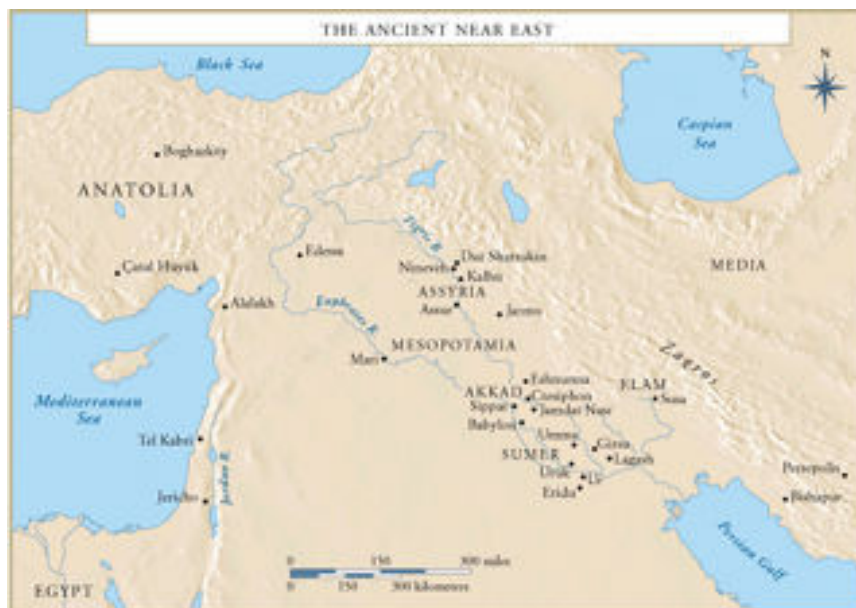 THE ANCIENT NEAR EAST
Black Sea
N
Caspian
Sea
Boghazköy
ANATOLIA
Tigris R.
Edessa
Dur Sharrukin
Nineveh
Kalhu
MEDIA
Çatal Hüyük
ASSYRIA
Alalakh
Assur
Jarmo
Euphrates R.
MESOPOTAMIA
Mari
Zagros
Eshnunna
ELAM
AKKAD
Ctesiphon
Susa
Mediterranean
Sea
Sippar
Jamdat Nasr
Babylon
Tel Kabri
Umma
Girsu
SUMER
Lagash
Jordan R.
Uruk
Ur
Persepolis
Jericho
Eridu
Bishapur
Persian Gulf
0 150 300 miles
0 150 300 kilometers
EGYPT